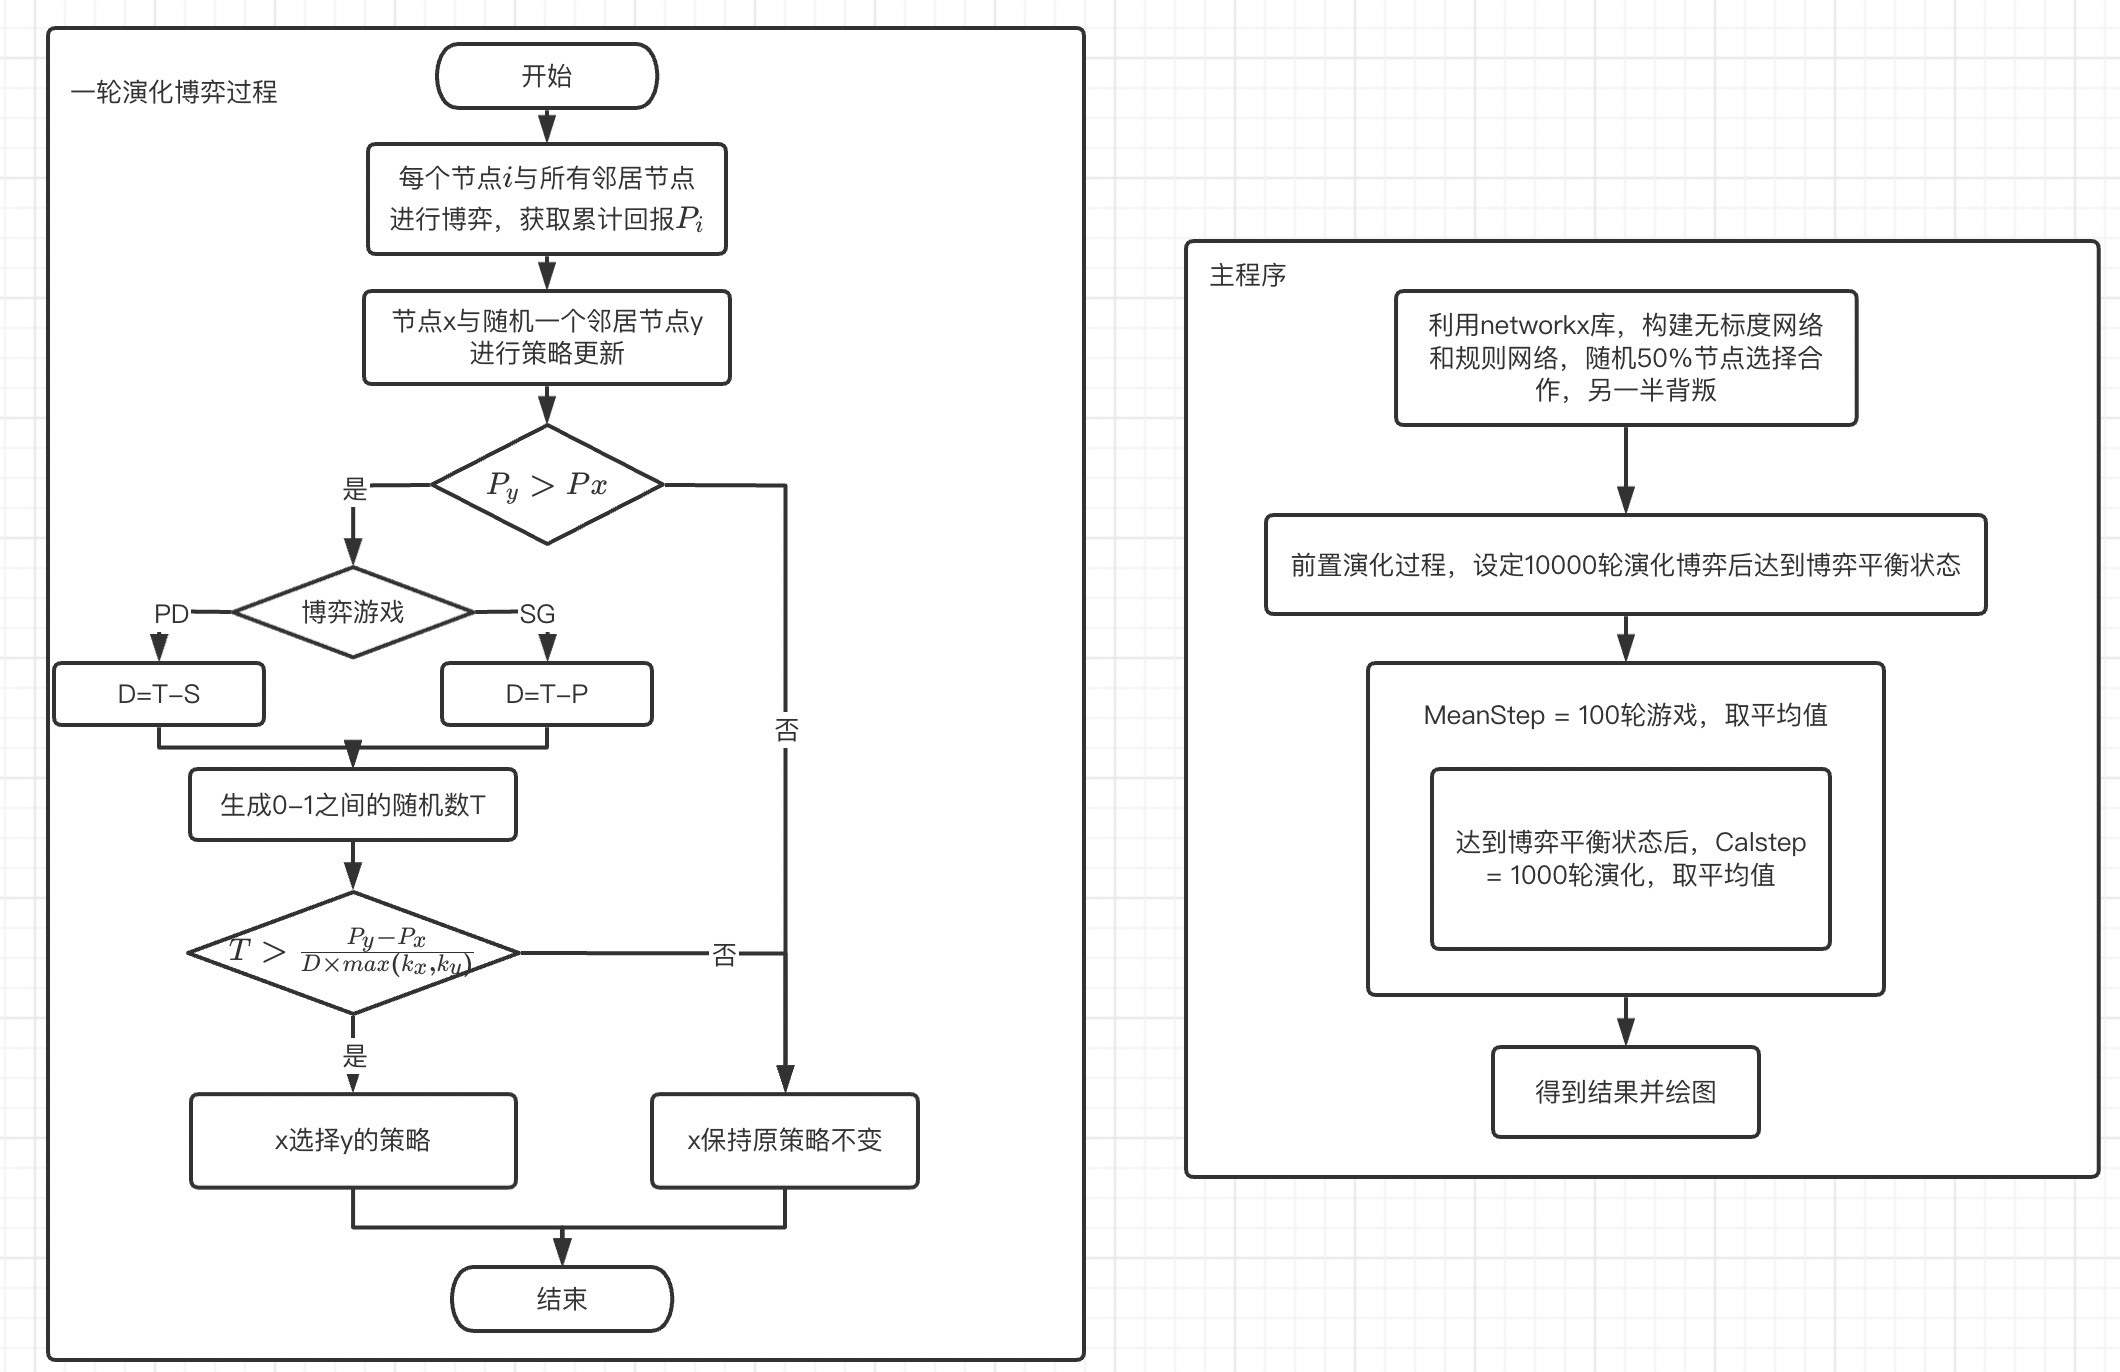 一轮演化博弈过程
开始
每个节点i与所有邻居节点
进行博弈，获取累计回报P_i
节点x与随机一个邻居节点y
进行策略更新
P_y > Px
是
否
博弈游戏
PD
SG
D=T-S
D=T-P
生成0-1之间的随机数T
T > \frac{P_y-P_x}{D×max(k_x,k_y)}
否
是
x选择y的策略
x保持原策略不变
结束
主程序
利用networkx库，构建无标度网络
和规则网络，随机50%节点选择合
作，另一半背叛
前置演化过程，设定10000轮演化博弈后达到博弈平衡状态
MeanStep = 100轮游戏，取平均值
达到博弈平衡状态后，Calstep
= 1000轮演化，取平均值
得到结果并绘图